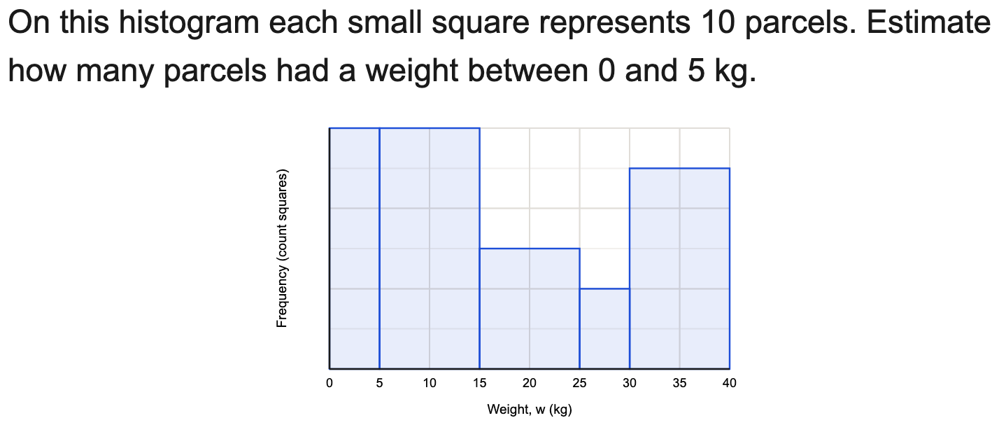 On this histogram each small square represents 10 parcels. Estimate
how many parcels had a weight between 0 and 5 kg.
Frequency (count squares)
0 5 10 15 20 25 30 35 40
Weight, w (kg)